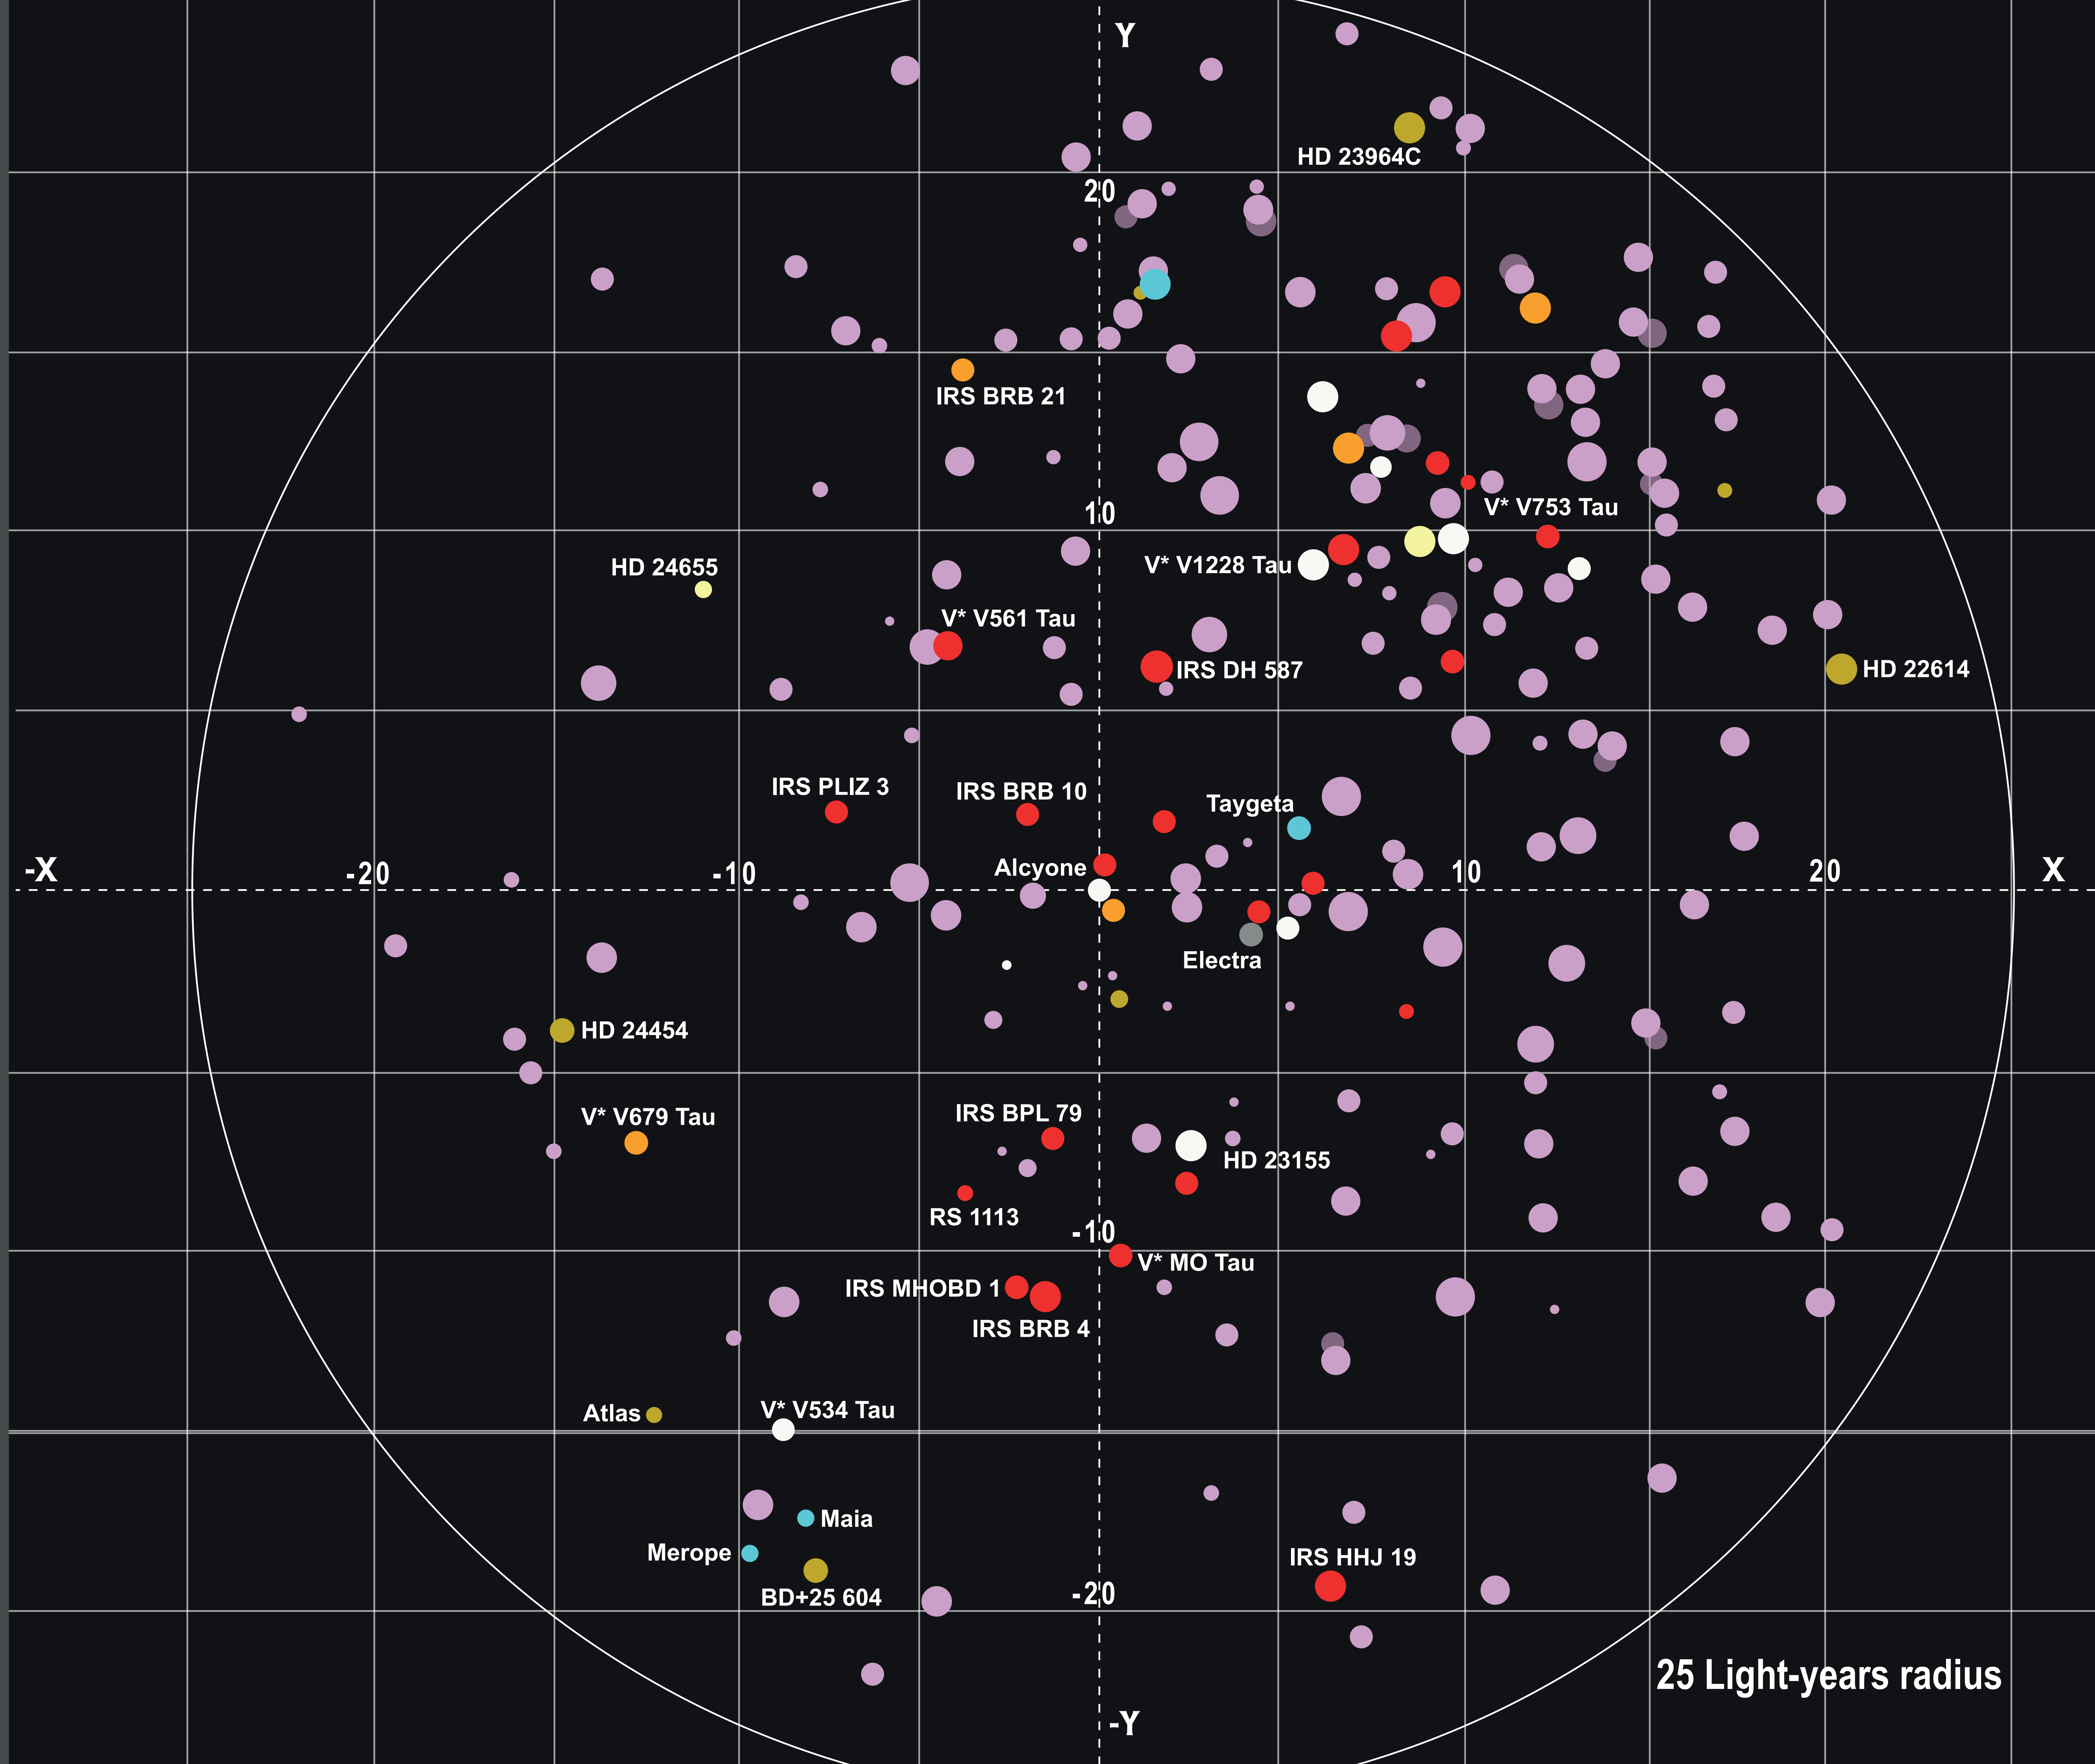 Y
HD 23964C
20
IRS BRB 21
10
V* V753 Tau
V* V1228 Tau
HD 24655
V* V561 Tau
IRS DH 587
HD 22614
IRS PLIZ 3
IRS BRB 10
Taygeta
Alcyone
-X
-20
-10
10
20
X
Electra
HD 24454
V* V679 Tau
IRS BPL 79
HD 23155
RS 1113
-10
V* MO Tau
IRS MHOBD 1
IRS BRB 4
Atlas
V* V534 Tau
Maia
Merope
IRS HHJ 19
BD+25 604
-20
25 Light-years radius
-Y